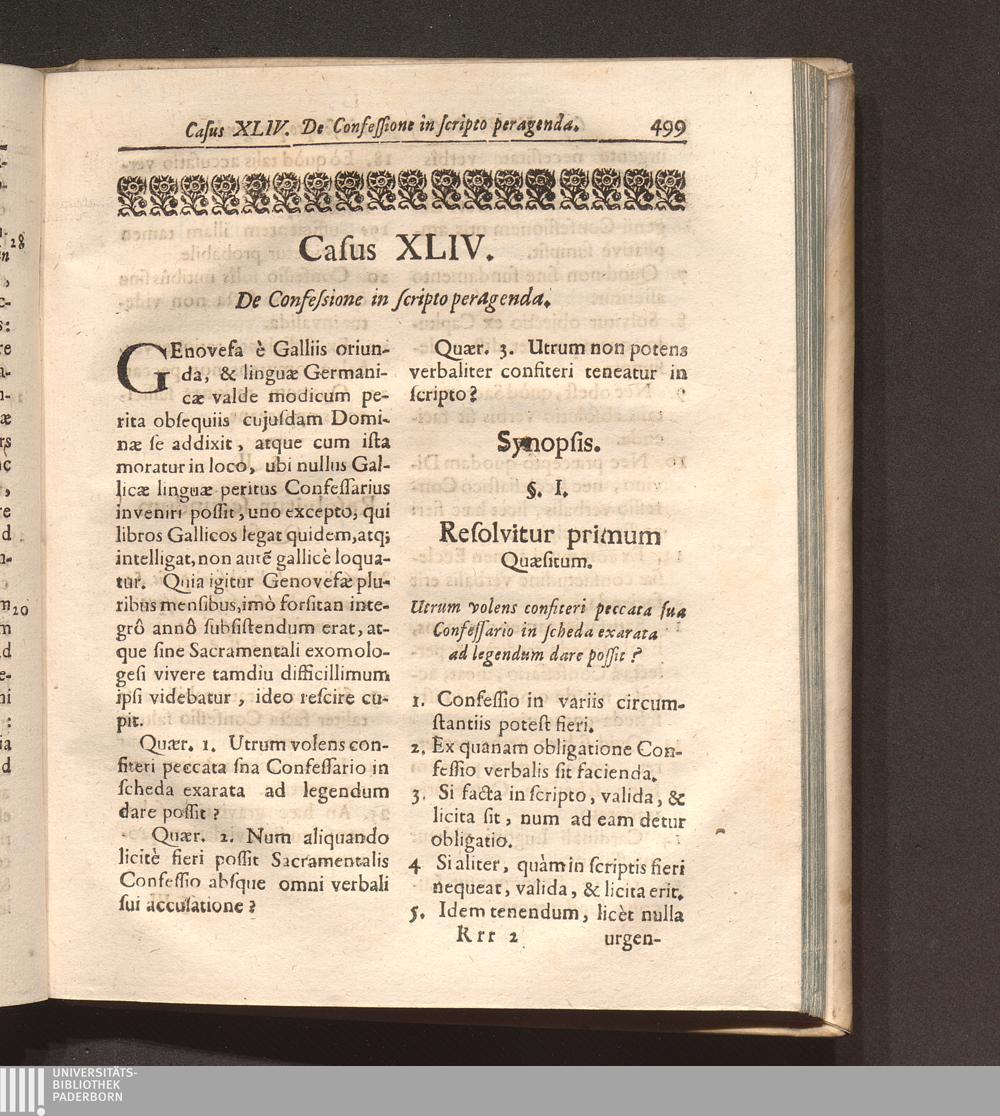 Caſus XLIV. De Confeſſione in ſcripto peragenda. 499
Caſus XLIV.
De Confeſsione in ſcripto peragenda.
GEnovefa è Galliis oriun-
da, & linguæ Germani-
cæ valde modicum pe-
rita obſequiis cujuſdam Domi-
næ ſe addixit, atque cum iſta
moratur in loco, ubi nullus Gal-
licæ linguæ peritus Confeſſarius
inveniri poſſit, uno excepto, qui
libros Gallicos legat quidem, atq;
intelligat, non autẽ gallicè loqua-
tur. Quia igitur Genovefæ plu-
ribus menſibus, imò forſitan inte-
grô annô ſubſiſtendum erat, at-
que ſine Sacramentali exomolo-
geſi vivere tamdiu difficillimum
ipſi videbatur, ideo reſcire cu-
pit.
Quær. 1. Utrum volens con-
fiteri peccata ſna Confeſſario in
ſcheda exarata ad legendum
dare poſſit?
Quær. 2. Num aliquando
licitè fieri poſſit Sacramentalis
Confeſſio abſque omni verbali
ſui accuſatione?
Quær. 3. Utrum non potens
verbaliter confiteri teneatur in
ſcripto?
Synopſis.
§. I.
Reſolvitur primum
Quæſitum.
Utrum volens confiteri peccata ſua
Confeſſario in ſcheda exarata
ad legendum dare poſſit?
1. Confeſſio in variis circum-
ſtantiis poteſt fieri.
2. Ex quanam obligatione Con-
feſſio verbalis ſit facienda.
3. Si facta in ſcripto, valida, &
licita ſit, num ad eam detur
obligatio.
4 Si aliter, quàm in ſcriptis fieri
nequeat, valida, & licita erit.
5. Idem tenendum, licèt nulla
Rrr 2 urgen-
UNIVERSITÄTS-
BIBLIOTHEK
PADERBORN